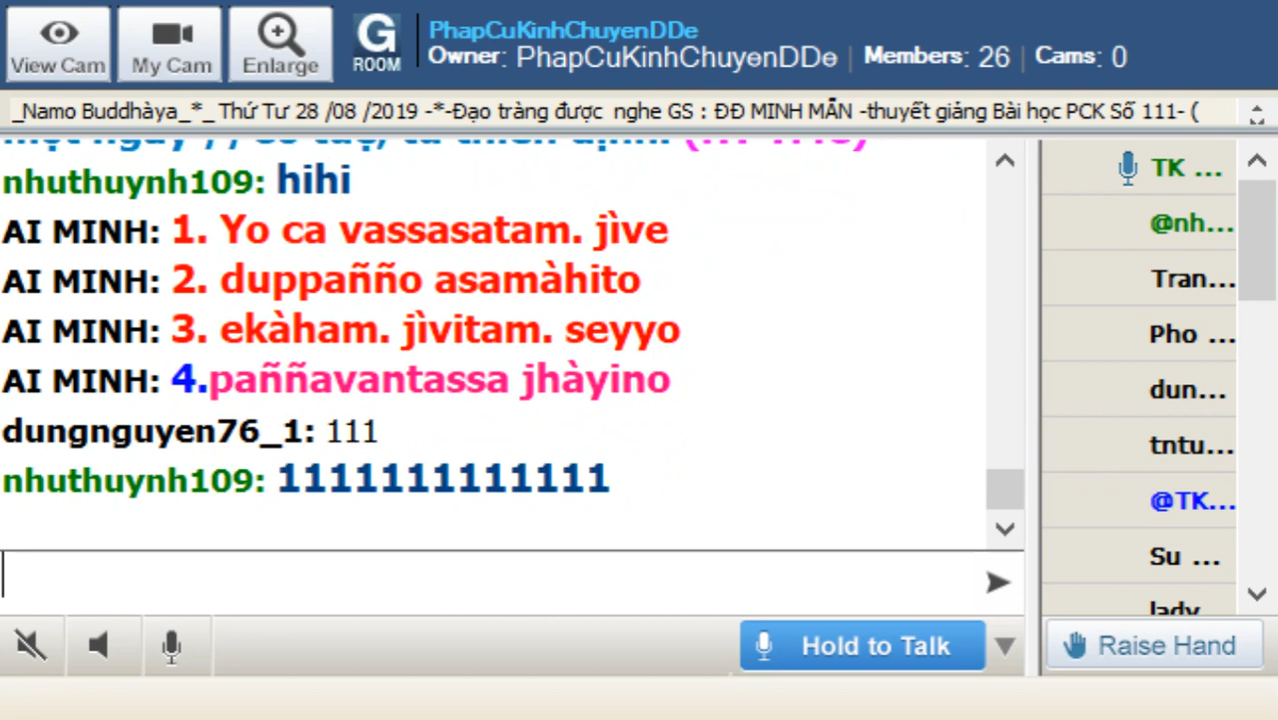 PhapCuKinhChuyenDDe
View Cam My Cam Enlarge G ROOM Owner: PhapCuKinhChuyenDDe | Members: 26 | Cams: 0
_Namo Buddhàya_*_ Thứ Tư 28 /08 /2019 -*-Đạo tràng được nghe GS : ĐĐ MINH MẪN -thuyết giảng Bài học PCK Số 111- (
nhuthuynh109: hihi
AI MINH: 1. Yo ca vassasatam. jìve
AI MINH: 2. duppañño asamàhito
AI MINH: 3. ekàham. jìvitam. seyyo
AI MINH: 4.paññavantassa jhàyino
dungnguyen76_1: 111
nhuthuynh109: 1111111111111
TK ...
@nh...
Tran...
Pho ...
dun...
tntu...
@TK...
Su ...
lady
Hold to Talk
Raise Hand